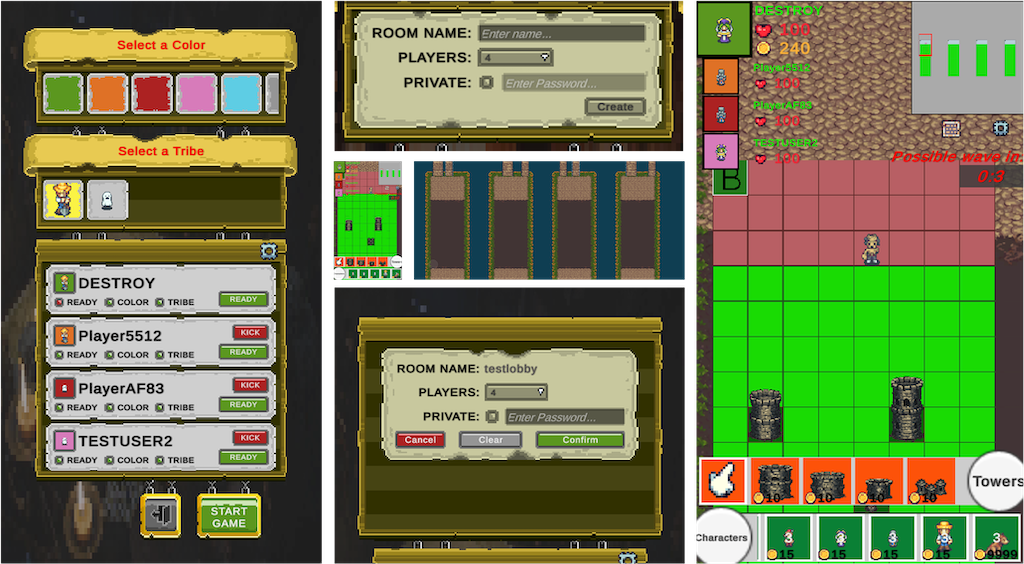 Select a Color
Select a Tribe
DESTROY
READY COLOR TRIBE
READY
Player5512
KICK
READY COLOR TRIBE
READY
PlayerAF83
KICK
READY COLOR TRIBE
READY
TESTUSER2
KICK
READY COLOR TRIBE
READY
START
GAME
ROOM NAME: Enter name...
PLAYERS: 4
PRIVATE: Enter Password...
Create
ROOM NAME: testlobby
PLAYERS: 4
PRIVATE: Enter Password...
Cancel Clear Confirm
DESTROY
100
240
Player5512
100
PlayerAF83
100
TESTUSER2
100
B
Possible wave in
0.3
10 10 10 10
Towers
Characters
15 15 15 15 9999
3